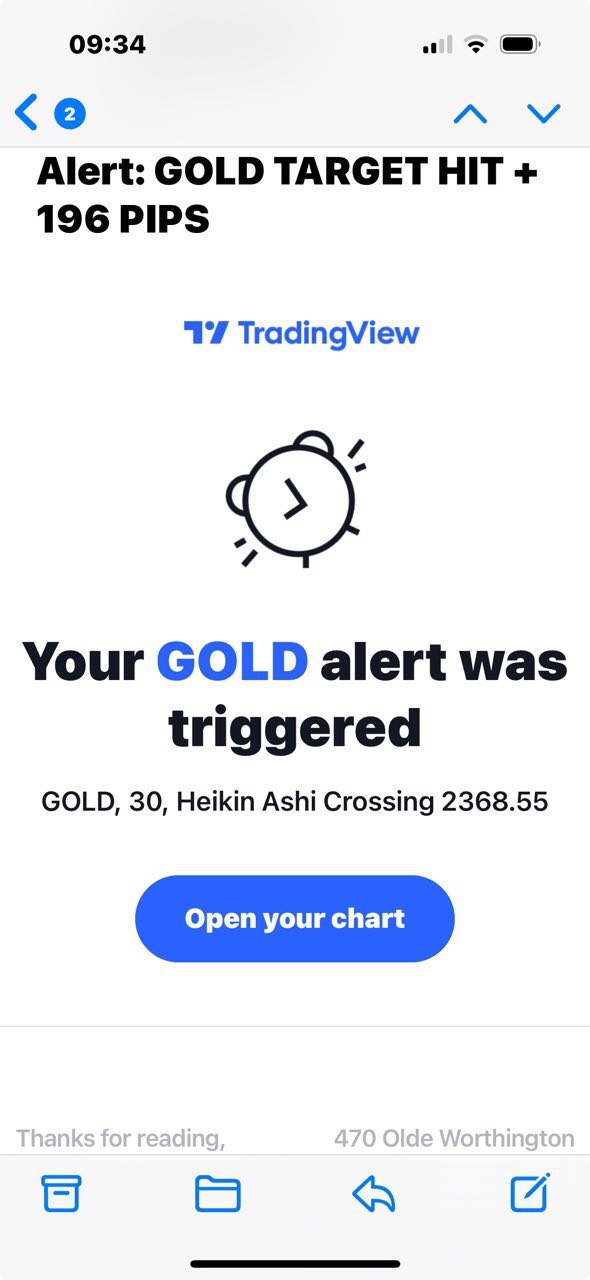 09:34
2
Alert: GOLD TARGET HIT +
196 PIPS
TradingView
Your GOLD alert was
triggered
GOLD, 30, Heikin Ashi Crossing 2368.55
Open your chart
Thanks for reading,
470 Olde Worthington